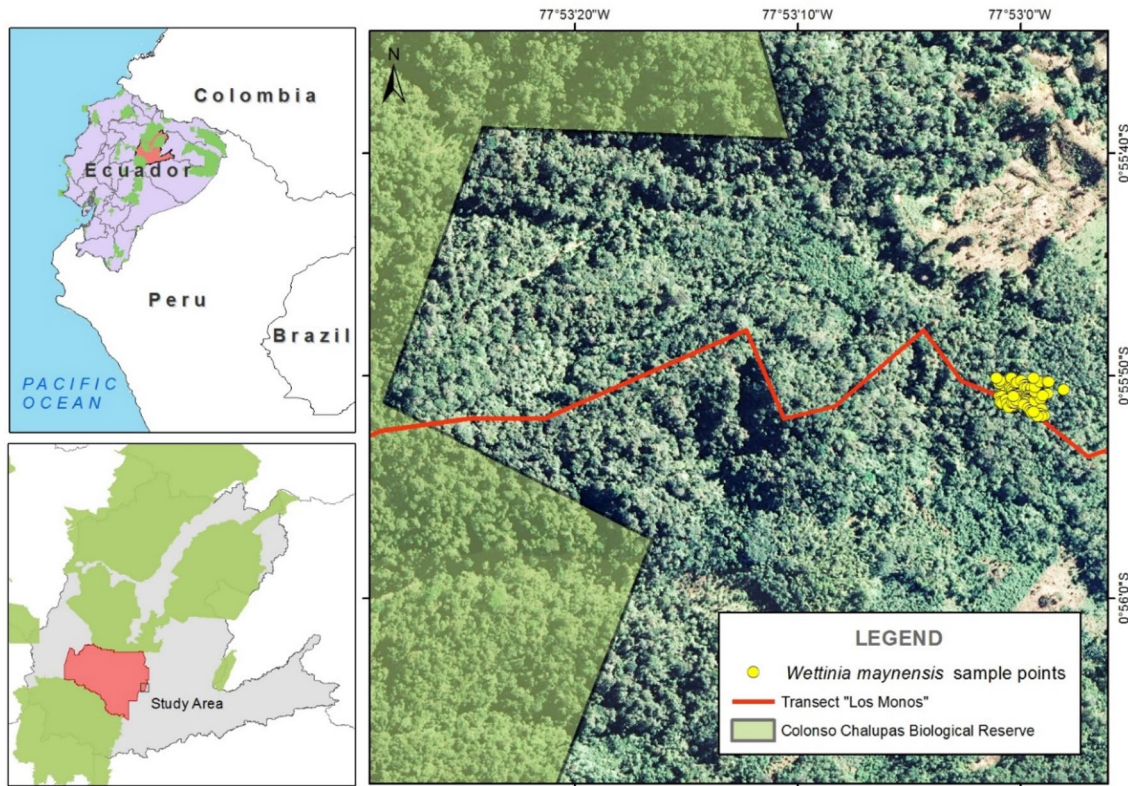 Colombia
Ecuador
Peru
Brazil
PACIFIC
OCEAN
Study Area
77°53'20"W
77°53'10"W
77°53'0"W
N
0°55'40"S
0°55'50"S
0°56'0"S
LEGEND
Wettinia maynensis sample points
Transect "Los Monos"
Colonso Chalupas Biological Reserve